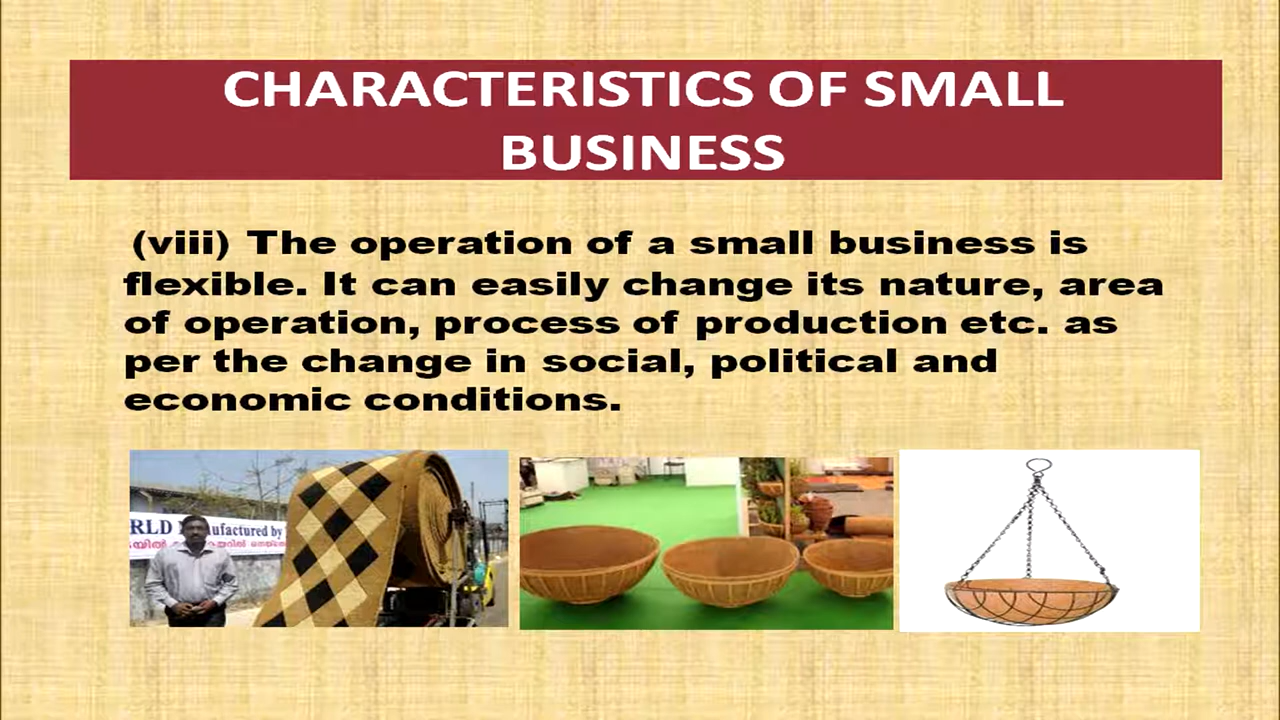 CHARACTERISTICS OF SMALL
BUSINESS
(viii) The operation of a small business is
flexible. It can easily change its nature, area
of operation, process of production etc. as
per the change in social, political and
economic conditions.
RLD Manufactured by